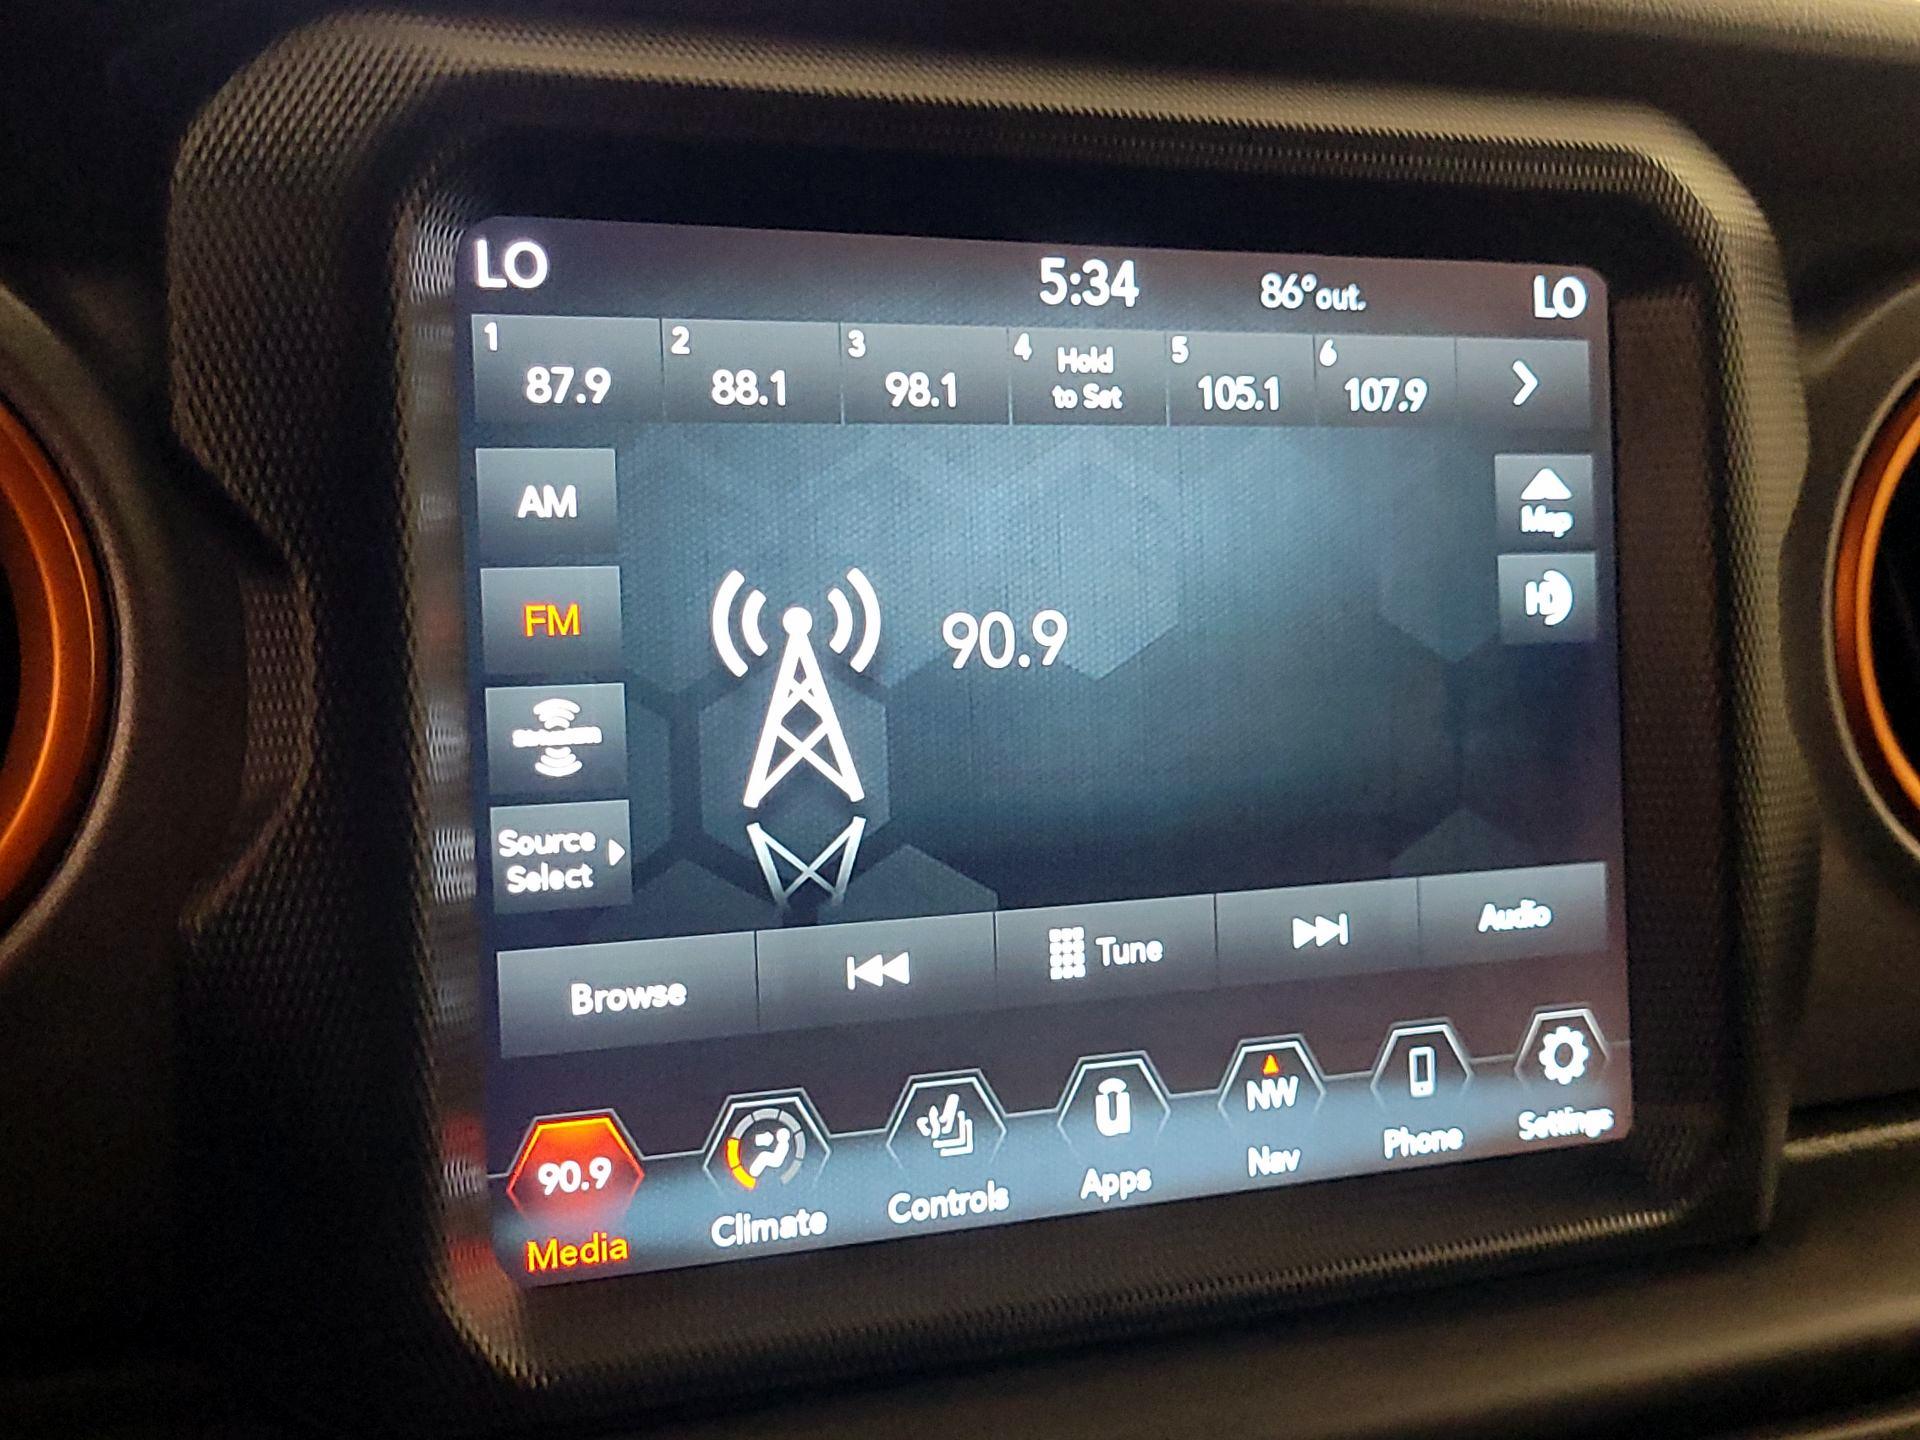 LO 5:34 86°out. LO
1 2 3 4 Hold 5 6
87.9 88.1 98.1 to Set 105.1 107.9
AM
Map
FM
90.9
HD
Source
Select
Browse Tune Audio
90.9 NW
Media Climate Controls Apps Nav Phone Settings